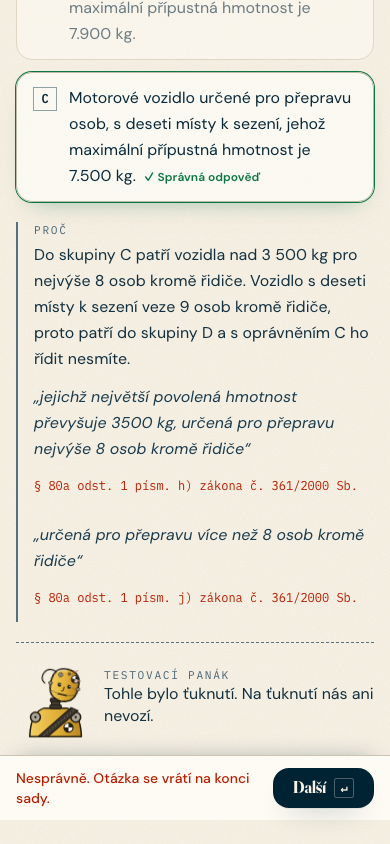 maximální přípustná hmotnost je
7.900 kg.
C
Motorové vozidlo určené pro přepravu
osob, s deseti místy k sezení, jehož
maximální přípustná hmotnost je
7.500 kg. ✓ Správná odpověď
PROČ
Do skupiny C patří vozidla nad 3 500 kg pro
nejvýše 8 osob kromě řidiče. Vozidlo s deseti
místy k sezení veze 9 osob kromě řidiče,
proto patří do skupiny D a s oprávněním C ho
řídit nesmíte.
„jejichž největší povolená hmotnost
převyšuje 3500 kg, určená pro přepravu
nejvýše 8 osob kromě řidiče“
§ 80a odst. 1 písm. h) zákona č. 361/2000 Sb.
„určená pro přepravu více než 8 osob kromě
řidiče“
§ 80a odst. 1 písm. j) zákona č. 361/2000 Sb.
TESTOVACÍ PANÁK
Tohle bylo ťuknutí. Na ťuknutí nás ani
nevozí.
Nesprávně. Otázka se vrátí na konci
sady.
Další ↵